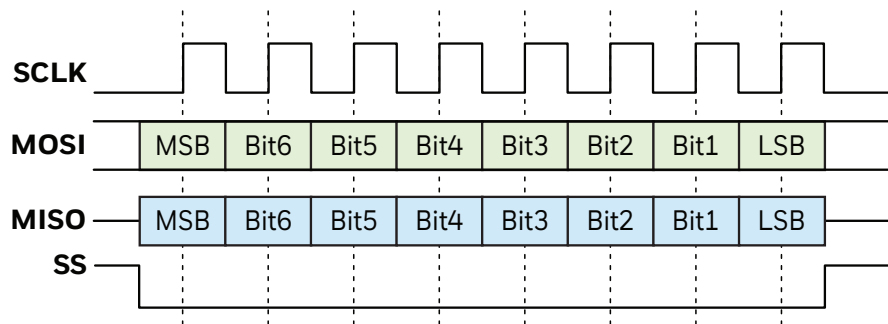 SCLK
MOSI MSB Bit6 Bit5 Bit4 Bit3 Bit2 Bit1 LSB
MISO MSB Bit6 Bit5 Bit4 Bit3 Bit2 Bit1 LSB
SS